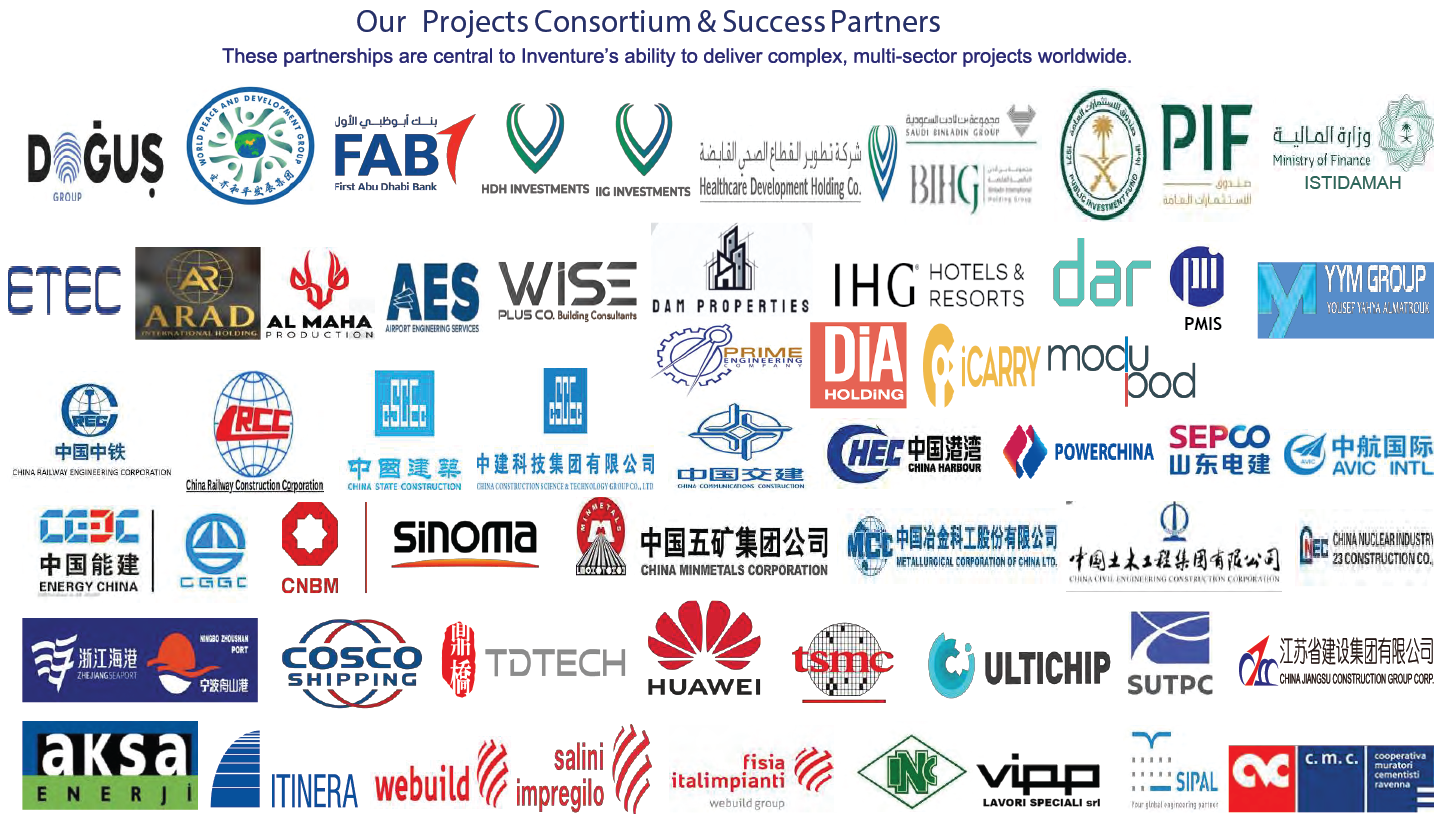 Our Projects Consortium & Success Partners
These partnerships are central to Inventure's ability to deliver complex, multi-sector projects worldwide.
DOĞUŞ
GROUP
WORLD PEACE AND DEVELOPMENT GROUP
世界和平发展集团
بنك أبوظبي الأول
FAB
First Abu Dhabi Bank
HDH INVESTMENTS
IIG INVESTMENTS
شركة تطوير القطاع الصحي القابضة
Healthcare Development Holding Co.
SAUDI BINLADIN GROUP
BIHG
صندوق الاستثمارات العامة
1971
PUBLIC INVESTMENT FUND
PIF
صندوق
الاستثمارات العامة
وزارة المالية
Ministry of Finance
ISTIDAMAH
ETEC
AR
ARAD
INTERNATIONAL HOLDING
AL MAHA
PRODUCTION
AES
AIRPORT ENGINEERING SERVICES
WISE
PLUS CO. Building Consultants
DAM PROPERTIES
IHG
HOTELS &
RESORTS
dar
PMIS
YYM GROUP
YOUSEF YAHYA ALMATROUK
PRIME
ENGINEERING
COMPANY
DiA
HOLDING
iCARRY
modu
pod
CREG
中国中铁
CHINA RAILWAY ENGINEERING CORPORATION
CRCC
China Railway Construction Corporation
CSCEC
中國建築
CHINA STATE CONSTRUCTION
CSCEC
中建科技集团有限公司
CHINA CONSTRUCTION SCIENCE & TECHNOLOGY GROUP CO., LTD
中国交建
CHINA COMMUNICATIONS CONSTRUCTION
CHEC
中国港湾
CHINA HARBOUR
POWERCHINA
SEPCO
山东电建
AVIC
中航国际
AVIC INTL
CEEC
中国能建
ENERGY CHINA
CGGC
CNBM
sinoma
MINMETALS
中国五矿集团公司
CHINA MINMETALS CORPORATION
MCC
中国冶金科工股份有限公司
METALLURGICAL CORPORATION OF CHINA LTD.
中国土木工程集团有限公司
CHINA CIVIL ENGINEERING CONSTRUCTION CORPORATION
NEC
CHINA NUCLEAR INDUSTRY
23 CONSTRUCTION CO.,
浙江海港
ZHEJIANG SEAPORT
NINGBO ZHOUSHAN
PORT
宁波舟山港
COSCO
SHIPPING
鼎橋
TDTECH
HUAWEI
tsmc
ULTICHIP
SUTPC
江苏省建设集团有限公司
CHINA JIANGSU CONSTRUCTION GROUP CORP.
aksa
ENERJi
ITINERA
webuild
salini
impregilo
fisia
italimpianti
webuild group
INC
vipp
LAVORI SPECIALI srl
SIPAL
Your global engineering partner
c.m.c.
cooperativa
muratori
cementisti
ravenna